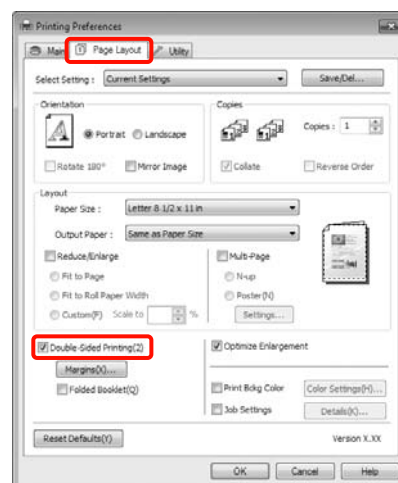 Printing Preferences
Main Page Layout Utility
Select Setting : Current Settings Save/Del...
Orientation Copies
Portrait Landscape Copies : 1
Rotate 180° Mirror Image Collate Reverse Order
Layout
Paper Size : Letter 8 1/2 x 11 in
Output Paper : Same as Paper Size
Reduce/Enlarge Multi-Page
Fit to Page N-up
Fit to Roll Paper Width Poster(N)
Custom(P) Scale to % Settings...
Double-Sided Printing(2) Optimize Enlargement
Margins(X)...
Folded Booklet(Q) Print Bckg Color Color Settings(H)...
Job Settings Details(K)...
Reset Defaults(Y) Version X.XX
OK Cancel Help